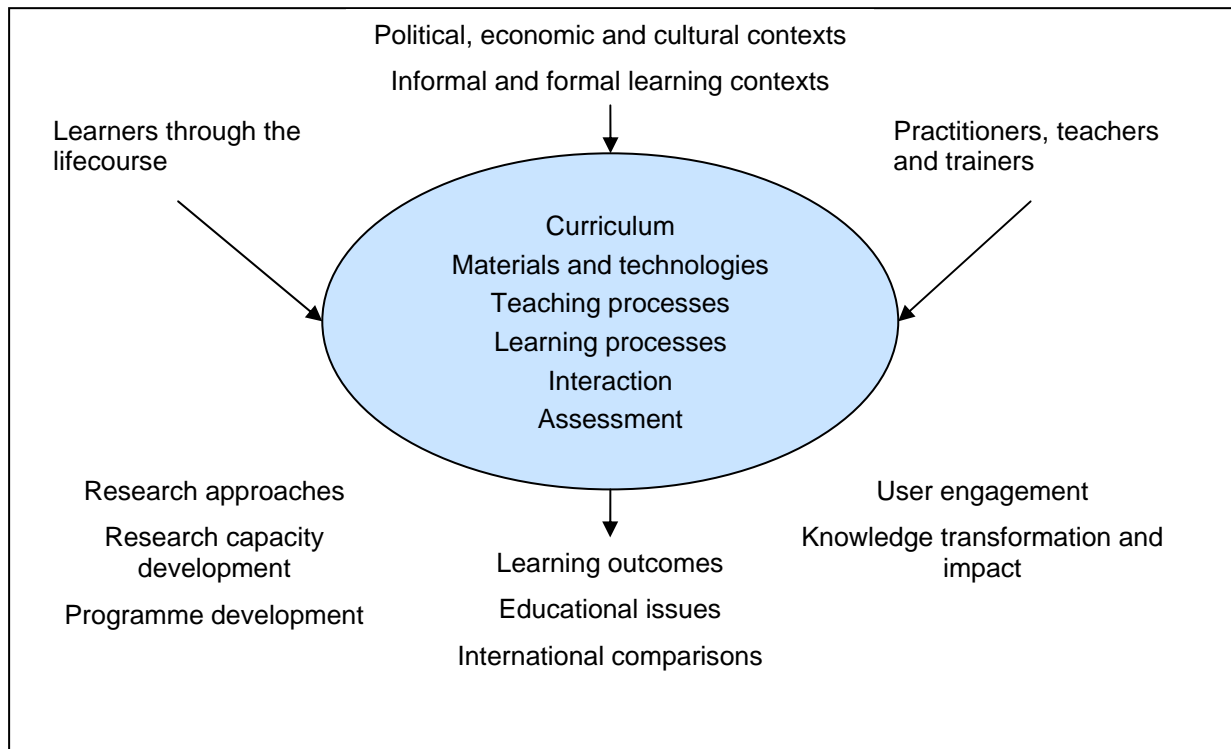 Political, economic and cultural contexts
Informal and formal learning contexts
Learners through the
lifecourse
Practitioners, teachers
and trainers
Curriculum
Materials and technologies
Teaching processes
Learning processes
Interaction
Assessment
Research approaches
Research capacity
development
Programme development
Learning outcomes
Educational issues
International comparisons
User engagement
Knowledge transformation and
impact